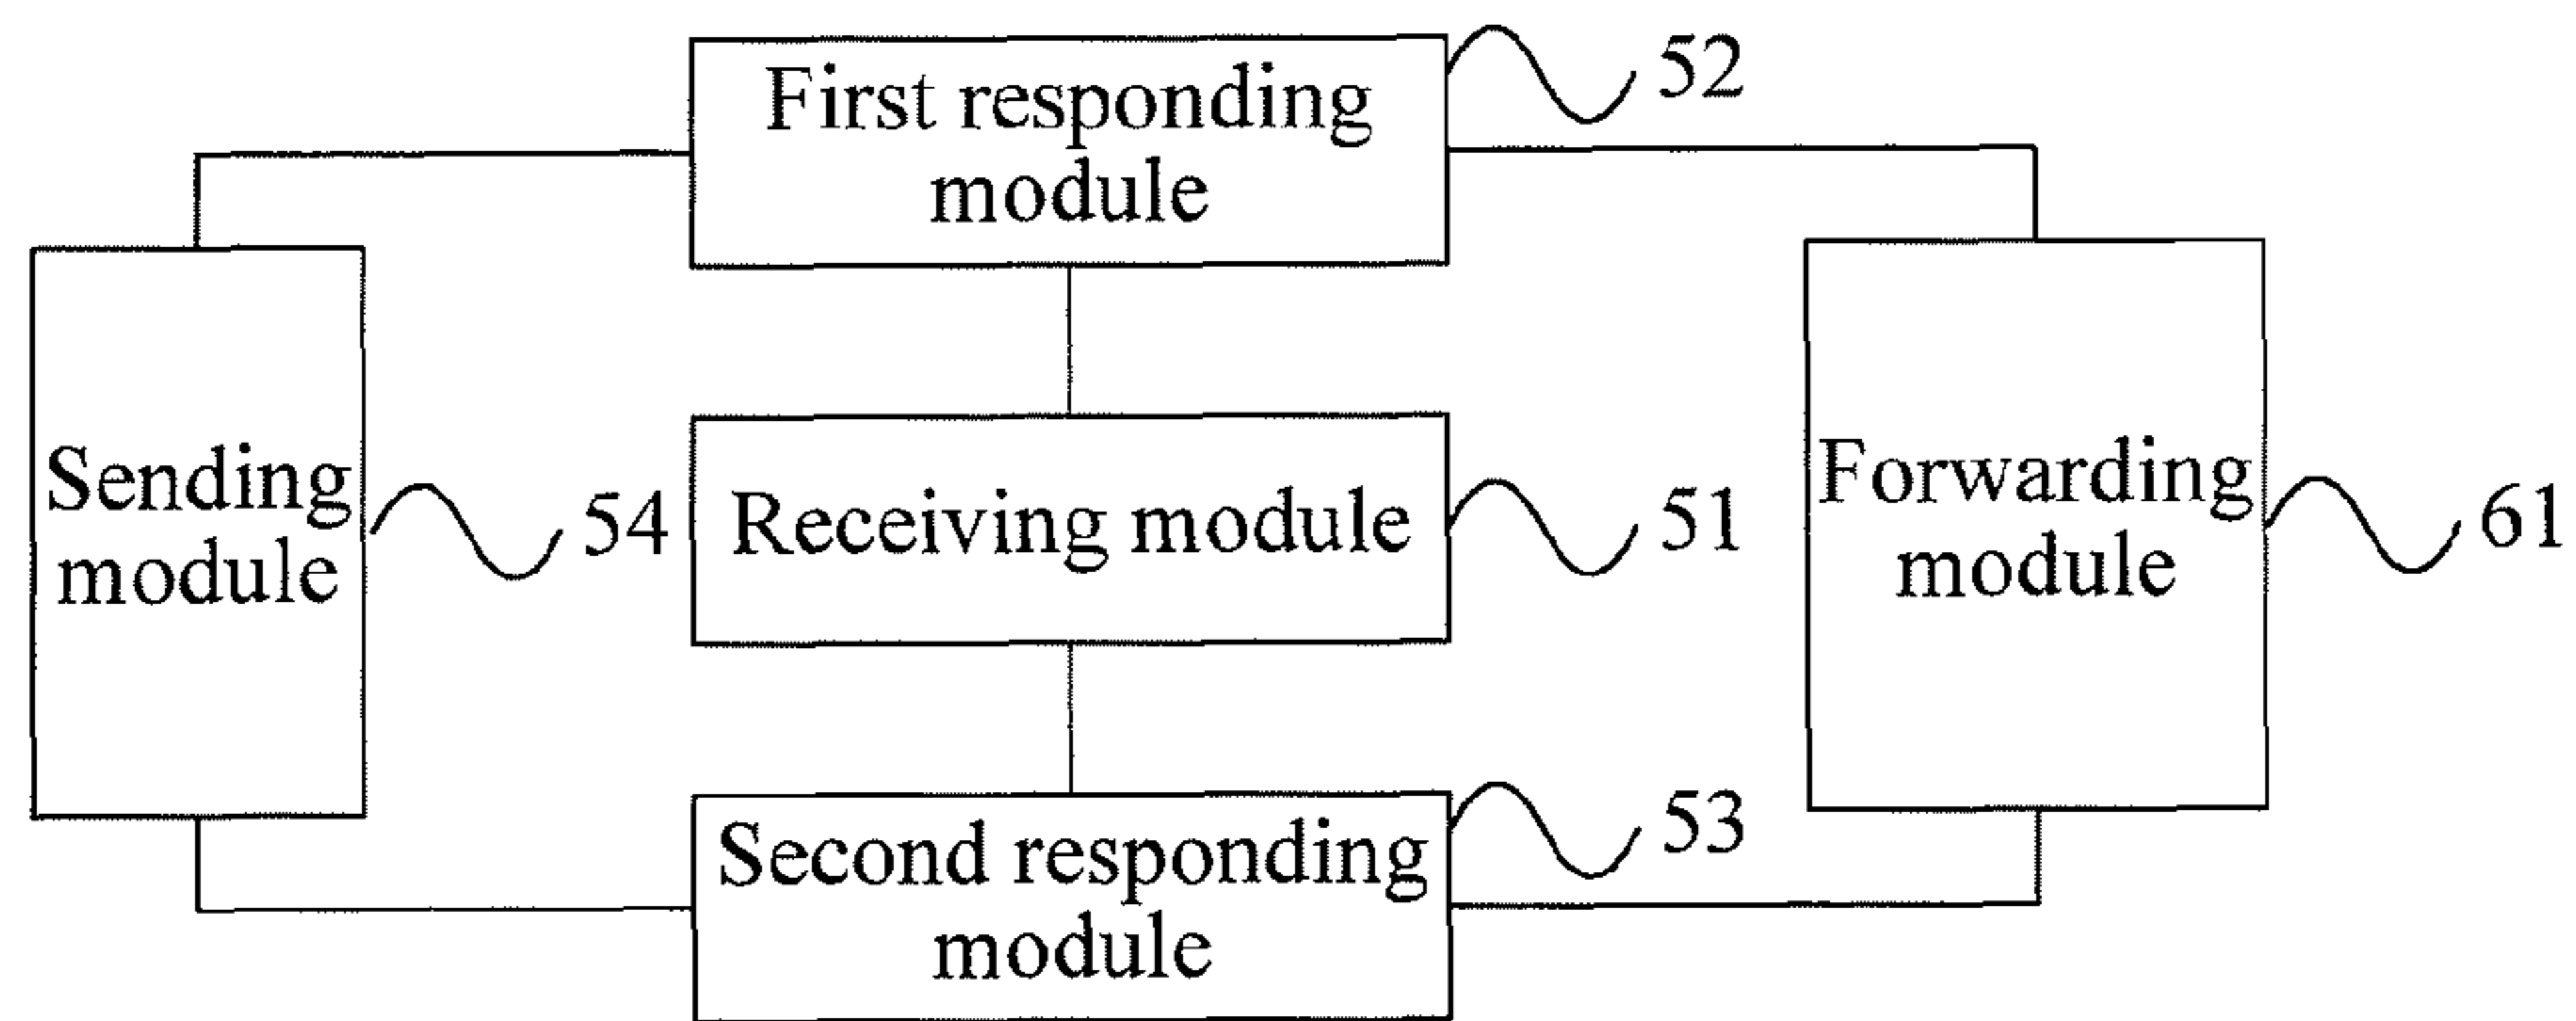 First responding
module
52
Sending
module
54
Receiving module
51
Forwarding
module
61
Second responding
module
53